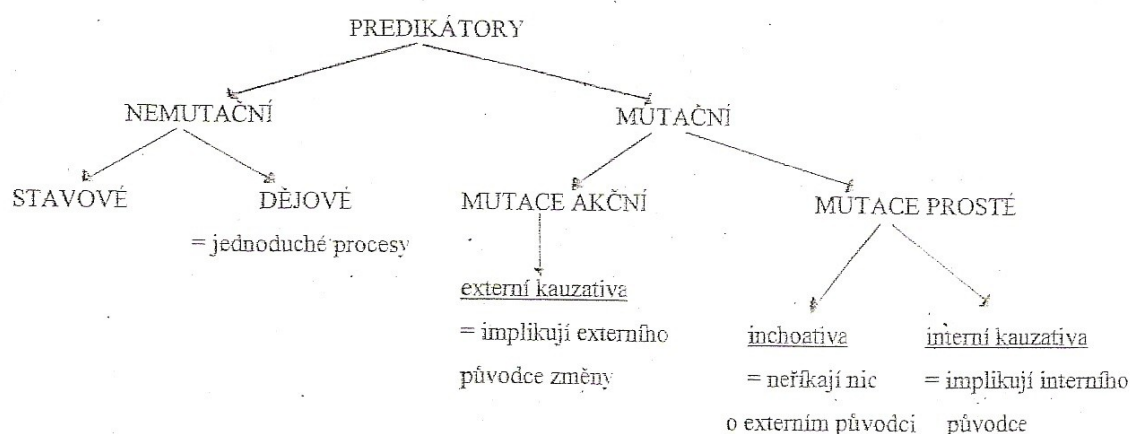 PREDIKÁTORY
NEMUTAČNÍ
MUTAČNÍ
STAVOVÉ
DĚJOVÉ
= jednoduché procesy
MUTACE AKČNÍ
MUTACE PROSTÉ
externí kauzativa
= implikují externího
původce změny
inchoativa
= neříkají nic
o externím původci
interní kauzativa
= implikují interního
původce